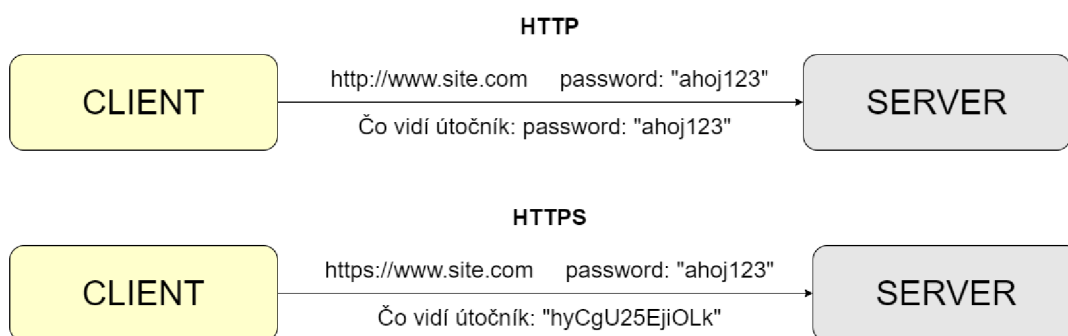 HTTP
CLIENT
http://www.site.com password: "ahoj123"
SERVER
Čo vidí útočník: password: "ahoj123"
HTTPS
CLIENT
https://www.site.com password: "ahoj123"
SERVER
Čo vidí útočník: "hyCgU25EjiOLk"